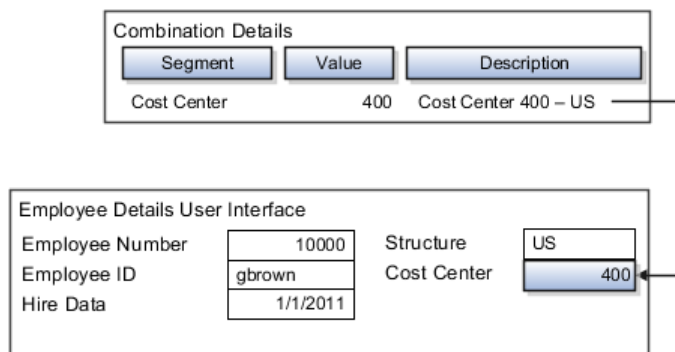 Combination Details
Segment Value Description
Cost Center 400 Cost Center 400 – US
Employee Details User Interface
Employee Number 10000 Structure US
Employee ID gbrown Cost Center 400
Hire Data 1/1/2011